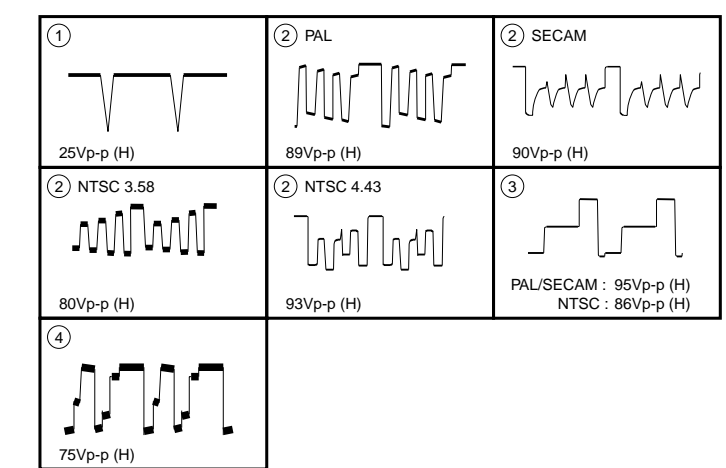 ①
25Vp-p (H)
② PAL
89Vp-p (H)
② SECAM
90Vp-p (H)
② NTSC 3.58
80Vp-p (H)
② NTSC 4.43
93Vp-p (H)
③
PAL/SECAM : 95Vp-p (H)
NTSC : 86Vp-p (H)
④
75Vp-p (H)